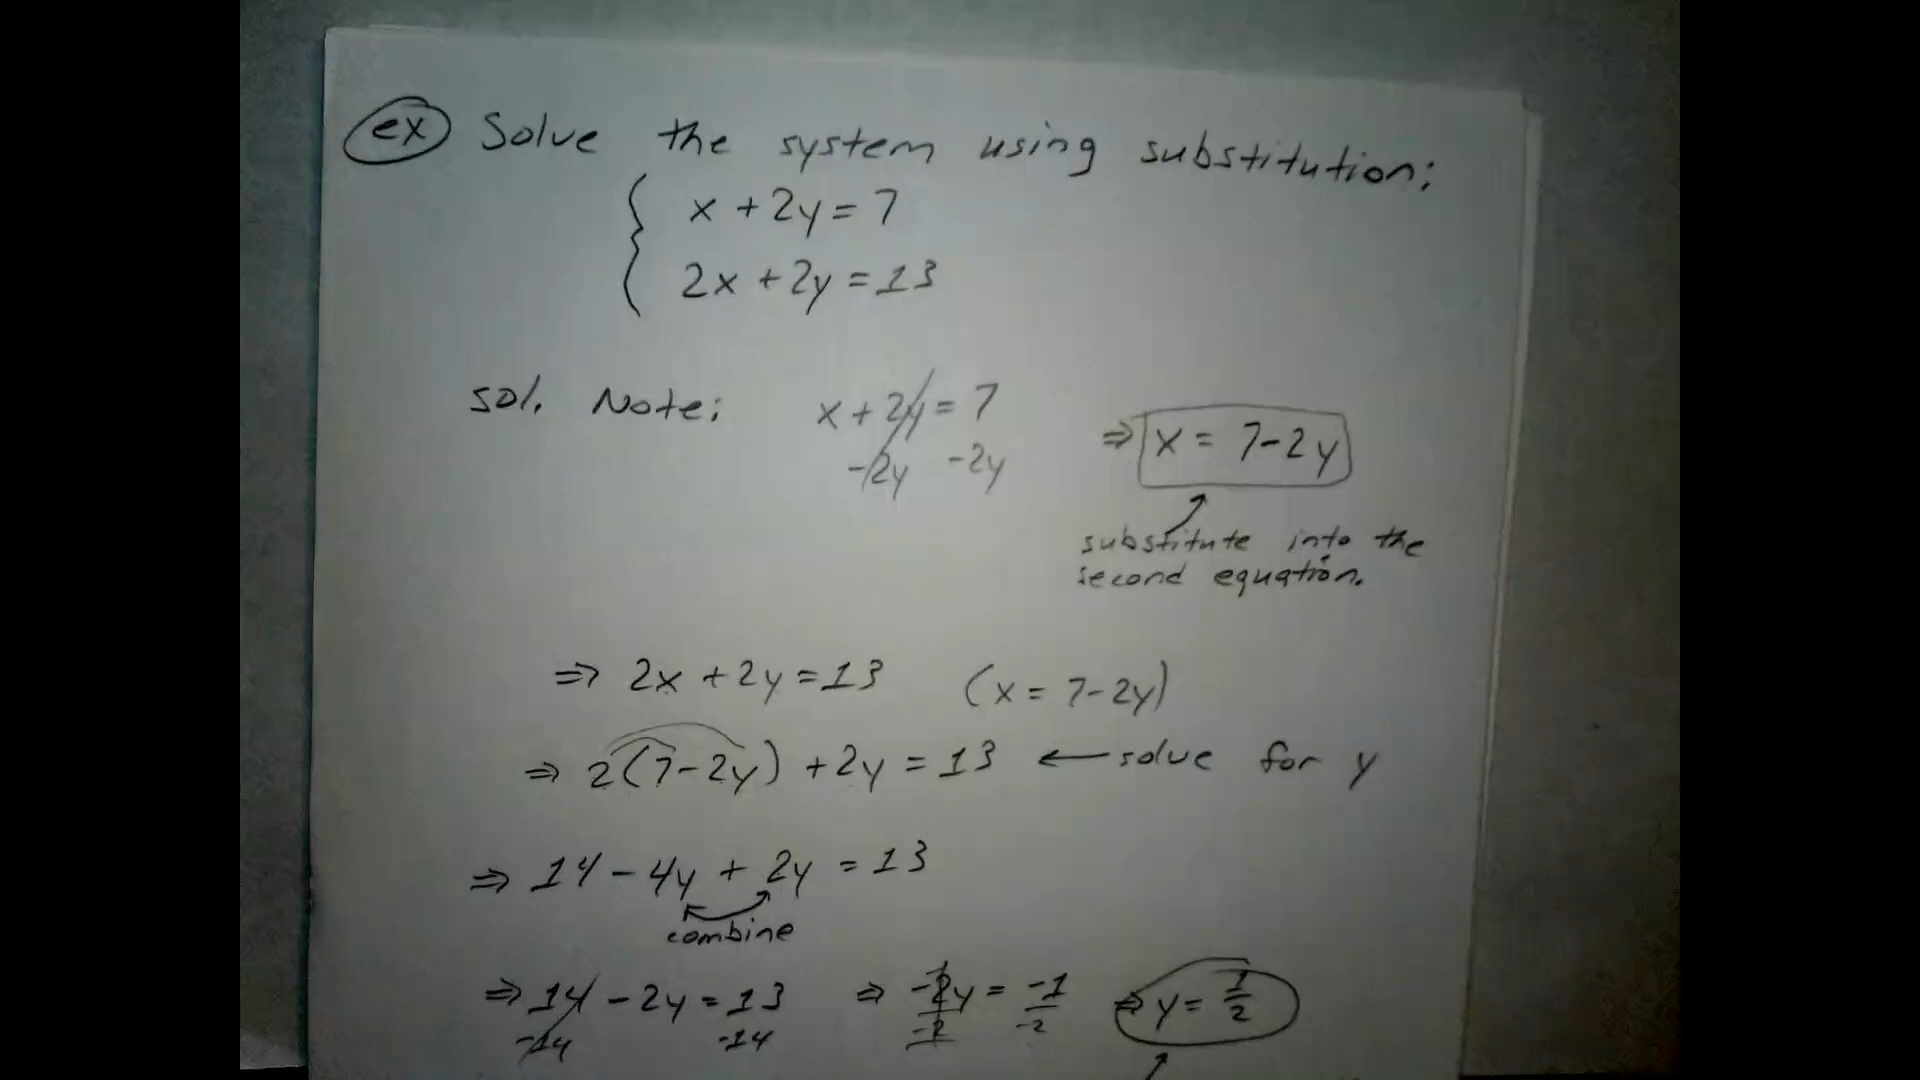 ex Solve the system using substitution:
x + 2y = 7
2x + 2y = 13
sol. Note: x + 2y = 7
-2y -2y
⇒ x = 7 - 2y
substitute into the
second equation.
⇒ 2x + 2y = 13 (x = 7 - 2y)
⇒ 2(7 - 2y) + 2y = 13 ← solve for y
⇒ 14 - 4y + 2y = 13
combine
⇒ 14 - 2y = 13 ⇒ -2y = -1 ⇒ y = 1/2
-14 -14 -2 -2